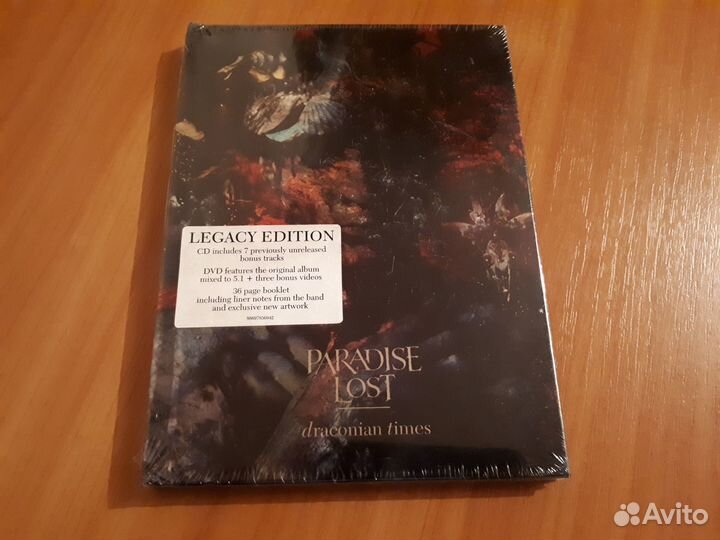 LEGACY EDITION
CD includes 7 previously unreleased
bonus tracks
DVD features the original album
mixed to 5.1 + three bonus videos
36 page booklet
including liner notes from the band
and exclusive new artwork
PARADISE
LOST
draconian times
Avito